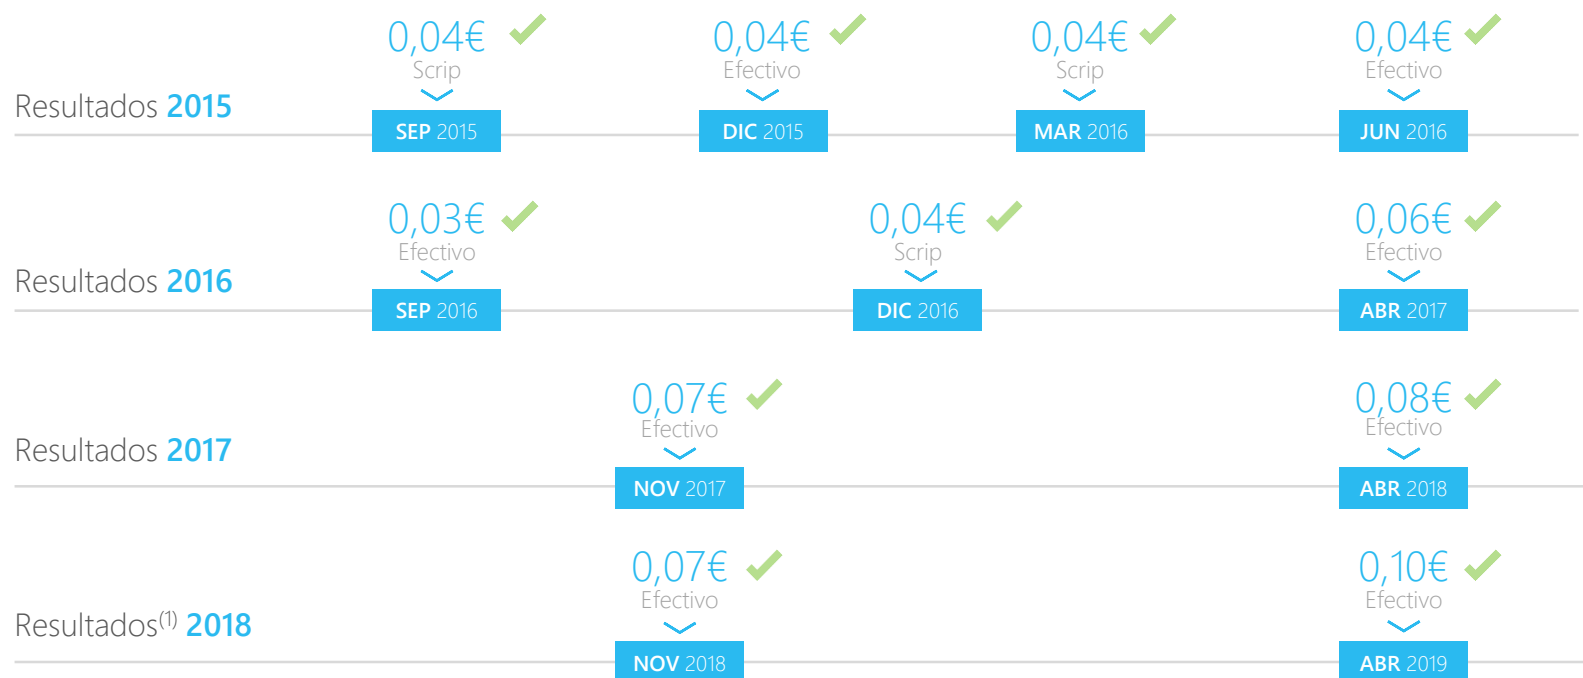 0,04€ 0,04€ 0,04€ 0,04€
Scrip Efectivo Scrip Efectivo
Resultados 2015
SEP 2015 DIC 2015 MAR 2016 JUN 2016
0,03€ 0,04€ 0,06€
Efectivo Scrip Efectivo
Resultados 2016
SEP 2016 DIC 2016 ABR 2017
0,07€ 0,08€
Efectivo Efectivo
Resultados 2017
NOV 2017 ABR 2018
0,07€ 0,10€
Efectivo Efectivo
Resultados(1) 2018
NOV 2018 ABR 2019